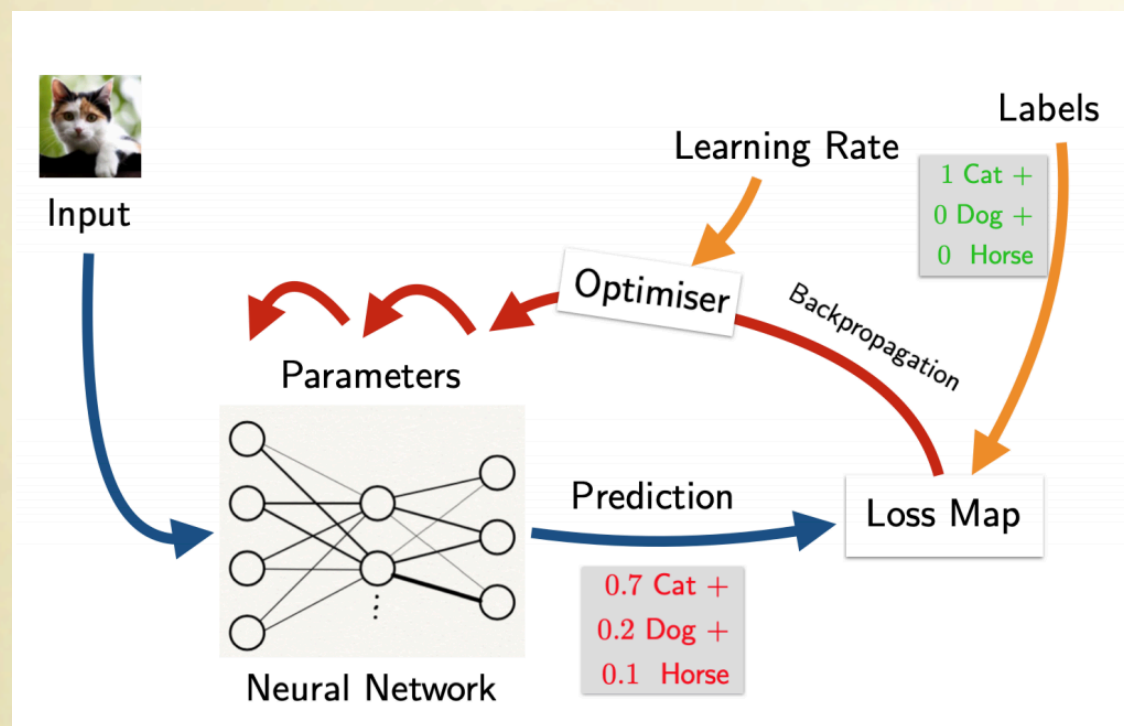 Input
Learning Rate
Labels
1 Cat +
0 Dog +
0 Horse
Optimiser
Backpropagation
Parameters
Prediction
Loss Map
0.7 Cat +
0.2 Dog +
0.1 Horse
Neural Network